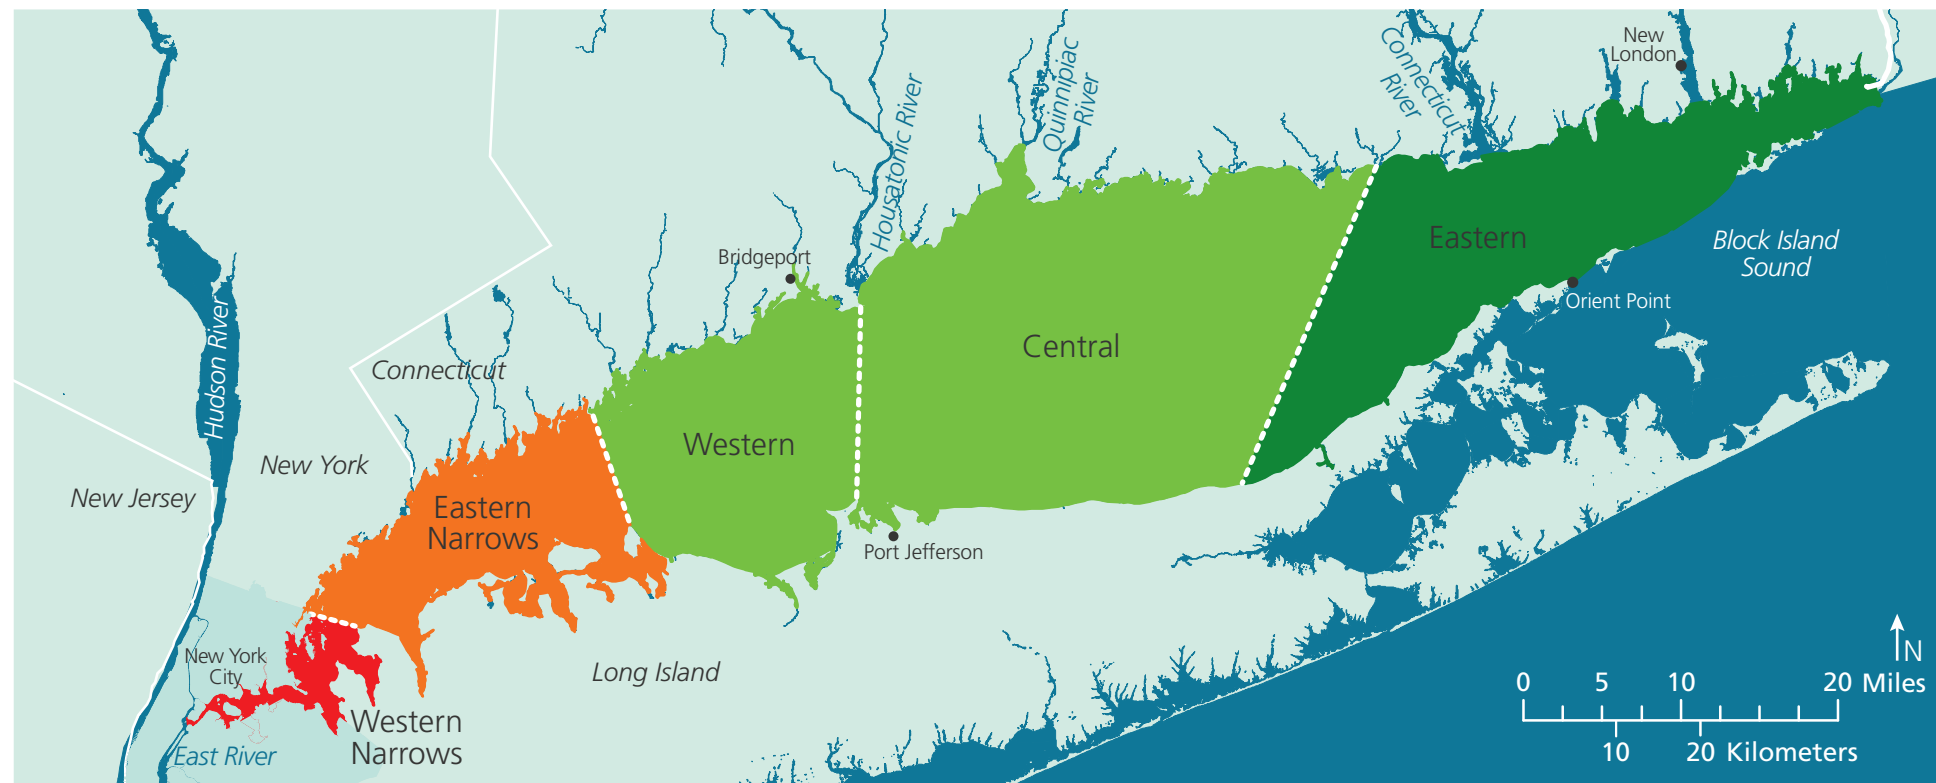 New
London
Connecticut
River
Quinnipiac
River
Housatonic River
Hudson River
Bridgeport
Eastern
Block Island
Sound
Orient Point
Central
Connecticut
Western
New York
New Jersey
Eastern
Narrows
Port Jefferson
New York
City
Long Island
Western
Narrows
East River
N
0 5 10 20 Miles
10 20 Kilometers